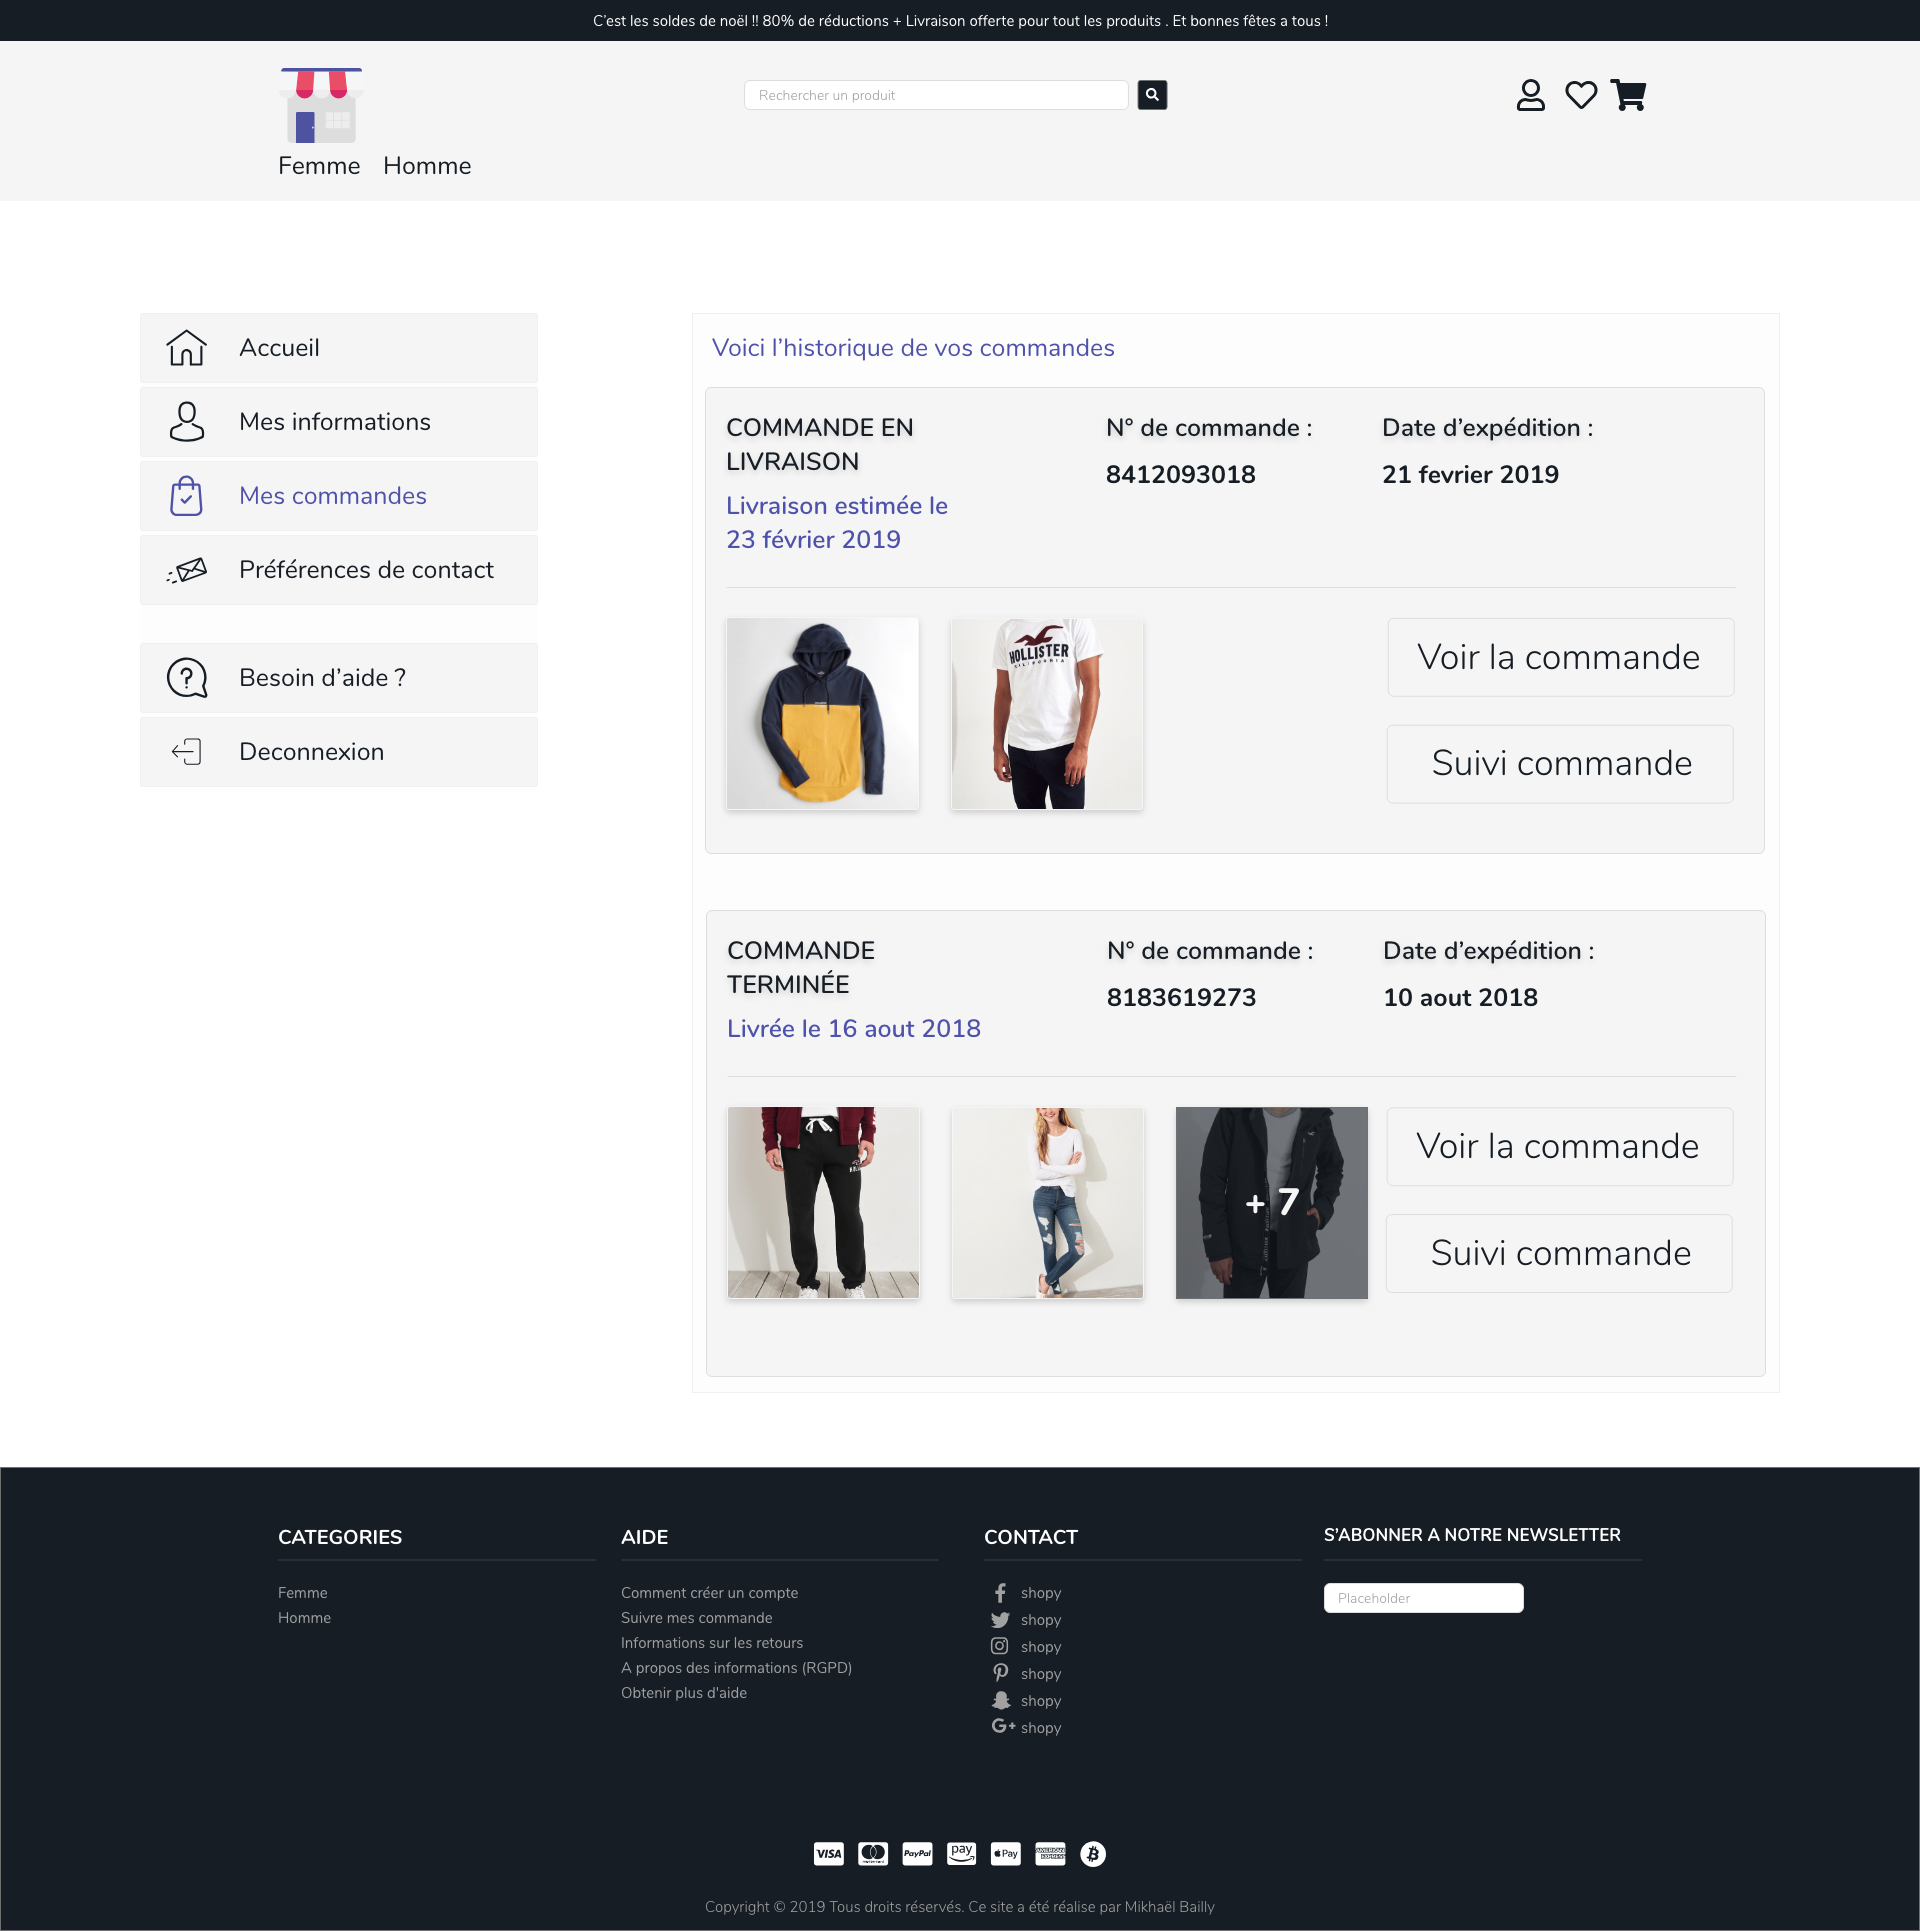 C’est les soldes de noël !! 80% de réductions + Livraison offerte pour tout les produits . Et bonnes fêtes a tous !
Rechercher un produit
Femme Homme
Accueil
Mes informations
Mes commandes
Préférences de contact
Besoin d’aide ?
Deconnexion
Voici l’historique de vos commandes
COMMANDE EN
LIVRAISON
Livraison estimée le
23 février 2019
N° de commande :
8412093018
Date d’expédition :
21 fevrier 2019
HOLLISTER
CALIFORNIA
Voir la commande
Suivi commande
COMMANDE
TERMINÉE
Livrée le 16 aout 2018
N° de commande :
8183619273
Date d’expédition :
10 aout 2018
+ 7
Voir la commande
Suivi commande
CATEGORIES
Femme
Homme
AIDE
Comment créer un compte
Suivre mes commande
Informations sur les retours
A propos des informations (RGPD)
Obtenir plus d'aide
CONTACT
shopy
shopy
shopy
shopy
shopy
G+ shopy
S’ABONNER A NOTRE NEWSLETTER
Placeholder
VISA PayPal pay Pay AMERICAN EXPRESS
Copyright © 2019 Tous droits réservés. Ce site a été réalise par Mikhaël Bailly